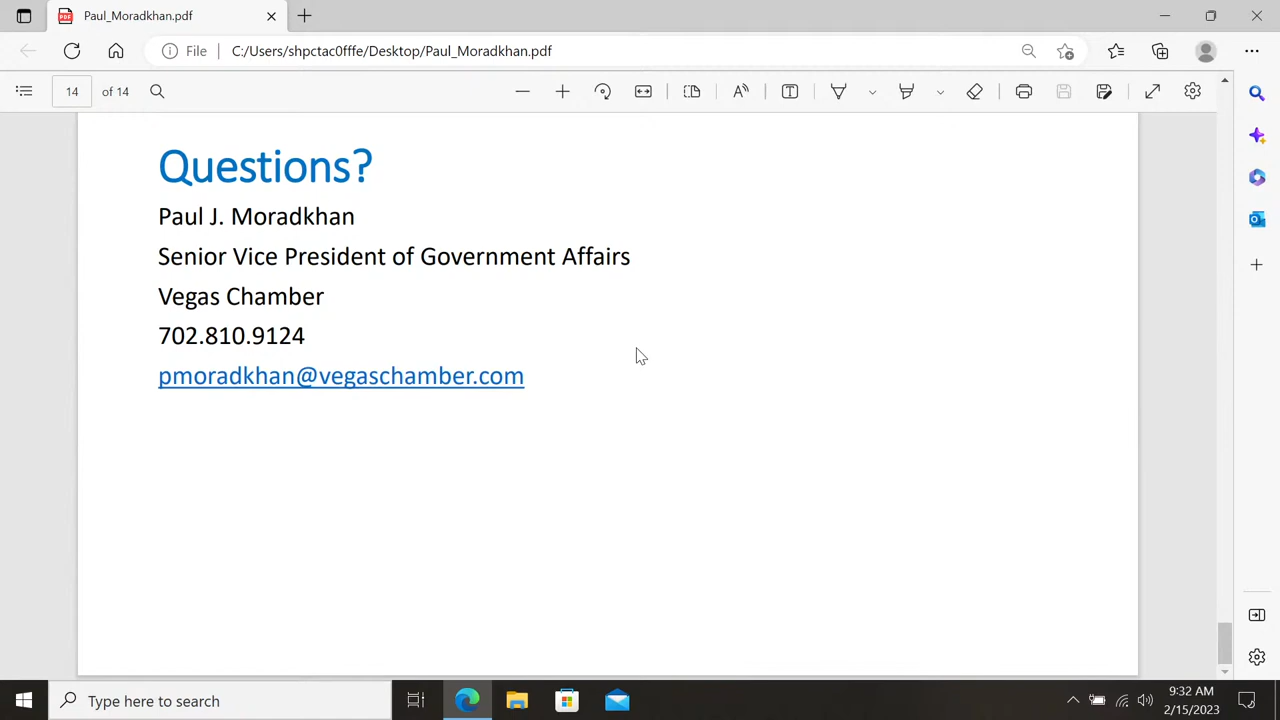 Paul_Moradkhan.pdf
File
C:/Users/shpctac0fffe/Desktop/Paul_Moradkhan.pdf
14 of 14
Questions?
Paul J. Moradkhan
Senior Vice President of Government Affairs
Vegas Chamber
702.810.9124
pmoradkhan@vegaschamber.com
Type here to search
9:32 AM
2/15/2023